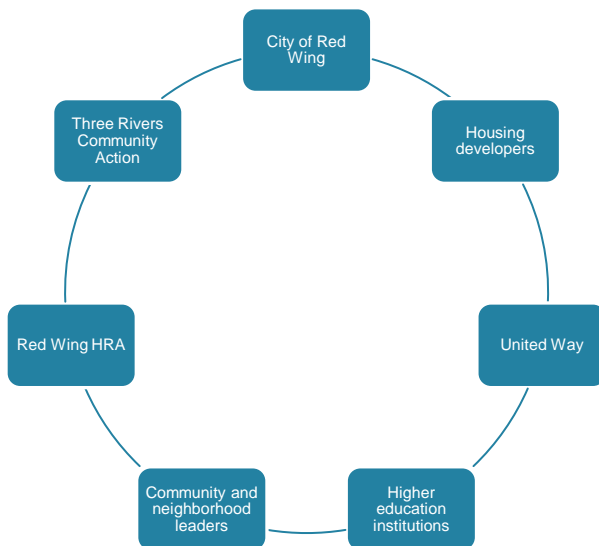 City of Red
Wing
Housing
developers
United Way
Higher
education
institutions
Community and
neighborhood
leaders
Red Wing HRA
Three Rivers
Community
Action